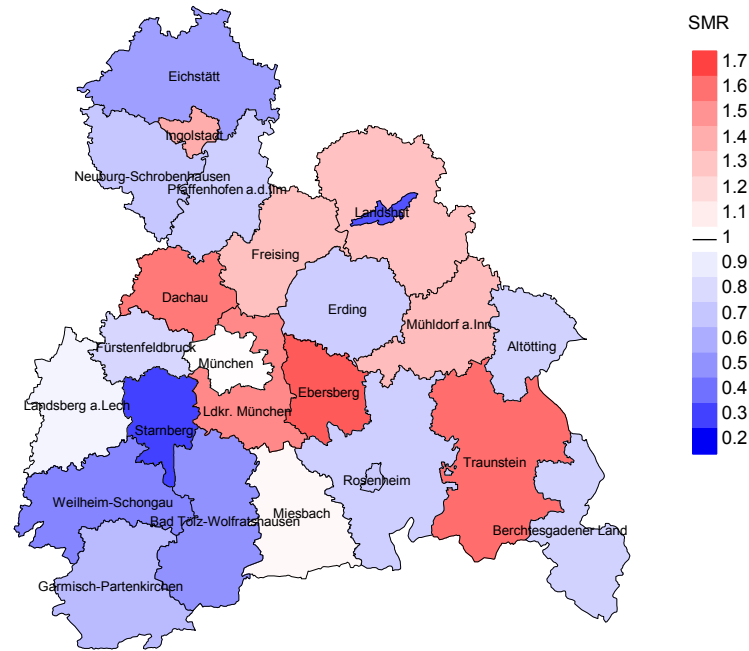 SMR
1.7
1.6
1.5
1.4
1.3
1.2
1.1
1
0.9
0.8
0.7
0.6
0.5
0.4
0.3
0.2
Eichstätt
Ingolstadt
Neuburg-Schrobenhausen
Pfaffenhofen a.d.Ilm
Landshut
Freising
Dachau
Erding
Mühldorf a.Inn
Altötting
Fürstenfeldbruck
München
Ebersberg
Landsberg a.Lech
Ldkr. München
Starnberg
Traunstein
Rosenheim
Weilheim-Schongau
Miesbach
Bad Tölz-Wolfratshausen
Berchtesgadener Land
Garmisch-Partenkirchen